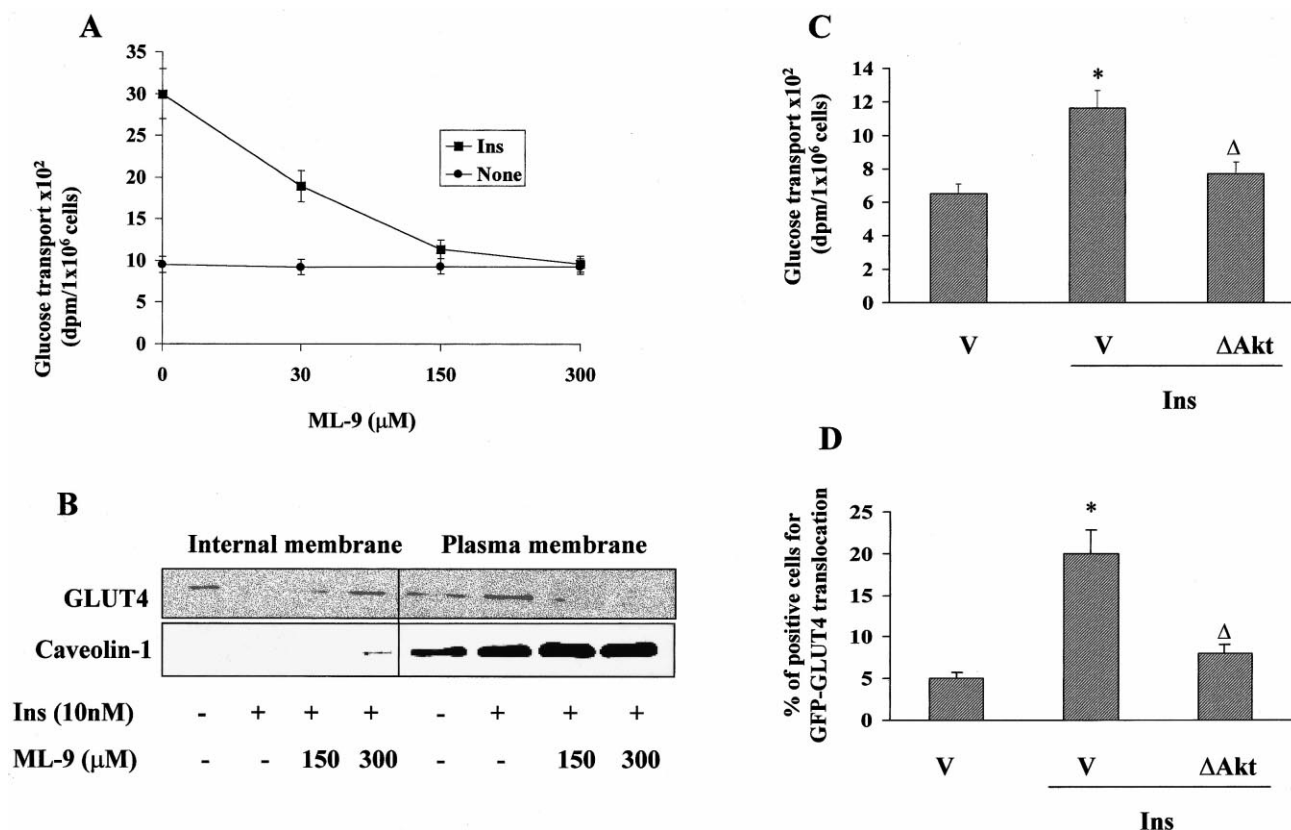 A
Glucose transport x10²
(dpm/1x10⁶ cells)
35
30
25
20
15
10
5
0
Ins
None
0 30 150 300
ML-9 (μM)
B
Internal membrane Plasma membrane
GLUT4
Caveolin-1
Ins (10nM) - + + + - + + +
ML-9 (μM) - - 150 300 - - 150 300
C
Glucose transport x10²
(dpm/1x10⁶ cells)
14
12
10
8
6
4
2
0
*
Δ
V V ΔAkt
Ins
D
% of positive cells for
GFP-GLUT4 translocation
25
20
15
10
5
0
*
Δ
V V ΔAkt
Ins